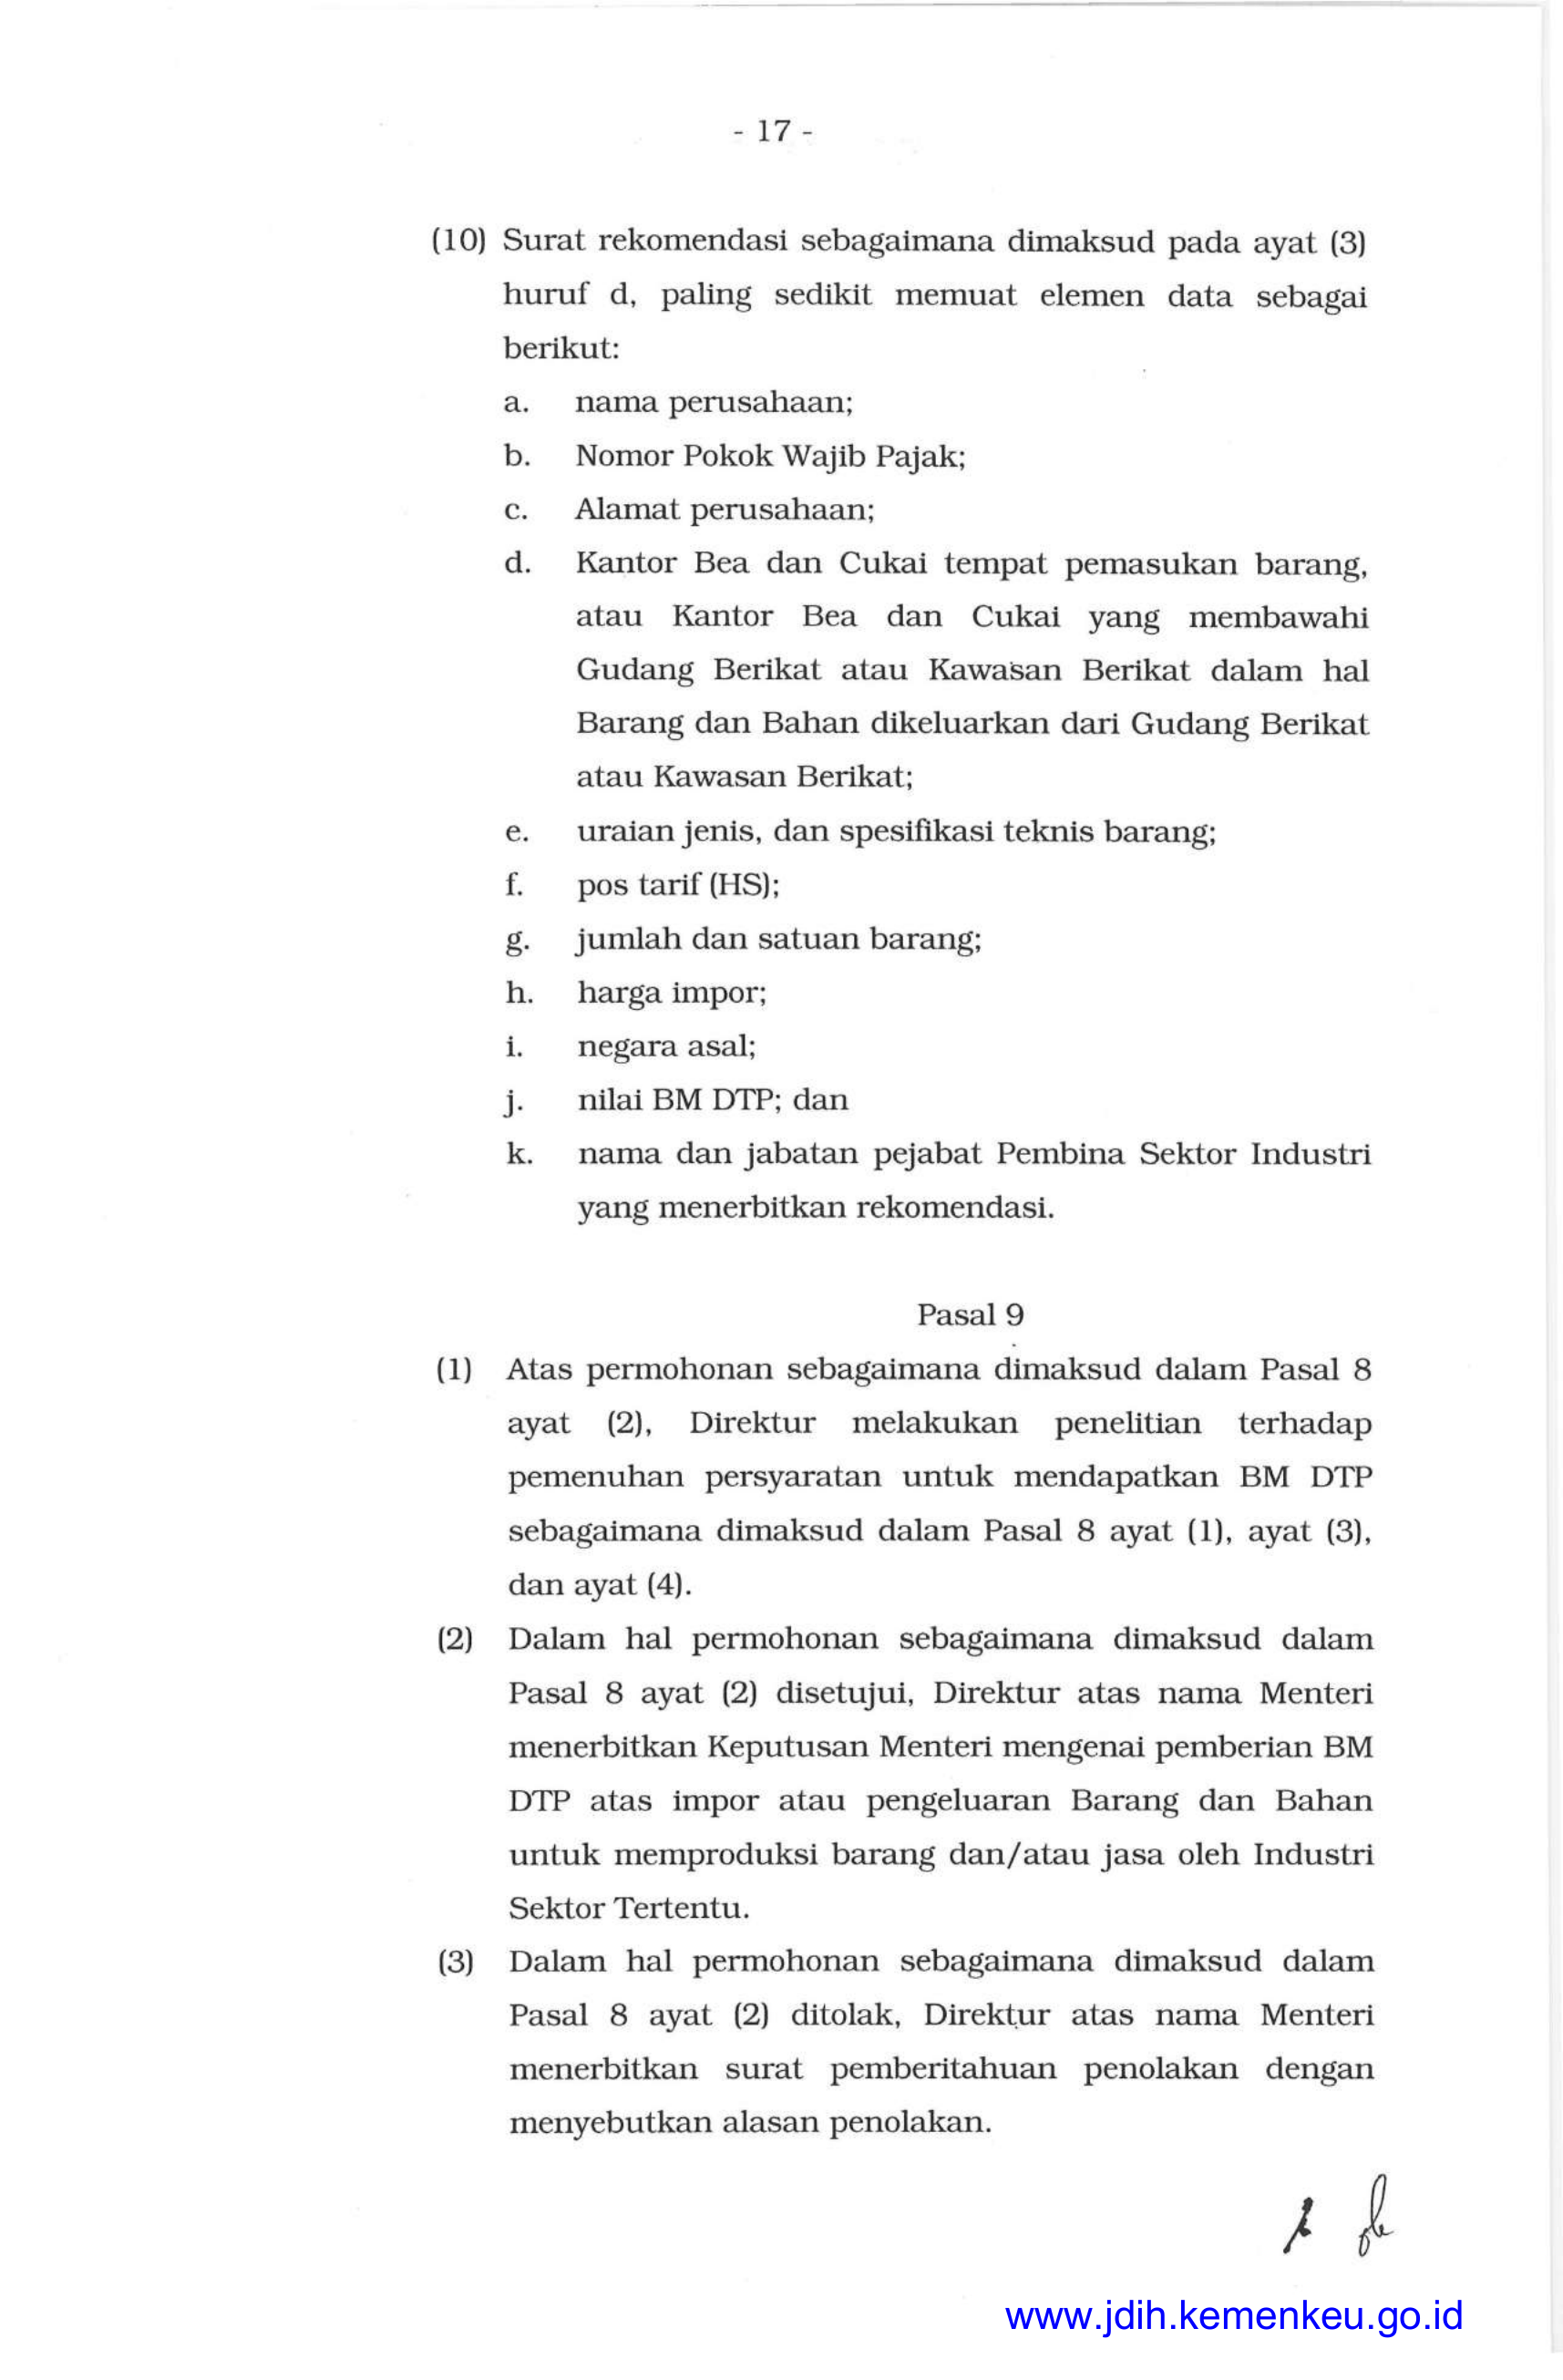 - 17 -
(10) Surat rekomendasi sebagaimana dimaksud pada ayat (3)
huruf d, paling sedikit memuat elemen data sebagai
berikut:
a. nama perusahaan;
b. Nomor Pokok Wajib Pajak;
c. Alamat perusahaan;
d. Kantor Bea dan Cukai tempat pemasukan barang,
atau Kantor Bea dan Cukai yang membawahi
Gudang Berikat atau Kawasan Berikat dalam hal
Barang dan Bahan dikeluarkan dari Gudang Berikat
atau Kawasan Berikat;
e. uraian jenis, dan spesifikasi teknis barang;
f. pos tarif (HS);
g. jumlah dan satuan barang;
h. harga impor;
i. negara asal;
j. nilai BM DTP; dan
k. nama dan jabatan pejabat Pembina Sektor Industri
yang menerbitkan rekomendasi.
Pasal 9
(1) Atas permohonan sebagaimana dimaksud dalam Pasal 8
ayat (2), Direktur melakukan penelitian terhadap
pemenuhan persyaratan untuk mendapatkan BM DTP
sebagaimana dimaksud dalam Pasal 8 ayat (1), ayat (3),
dan ayat (4).
(2) Dalam hal permohonan sebagaimana dimaksud dalam
Pasal 8 ayat (2) disetujui, Direktur atas nama Menteri
menerbitkan Keputusan Menteri mengenai pemberian BM
DTP atas impor atau pengeluaran Barang dan Bahan
untuk memproduksi barang dan/atau jasa oleh Industri
Sektor Tertentu.
(3) Dalam hal permohonan sebagaimana dimaksud dalam
Pasal 8 ayat (2) ditolak, Direktur atas nama Menteri
menerbitkan surat pemberitahuan penolakan dengan
menyebutkan alasan penolakan.
www.jdih.kemenkeu.go.id